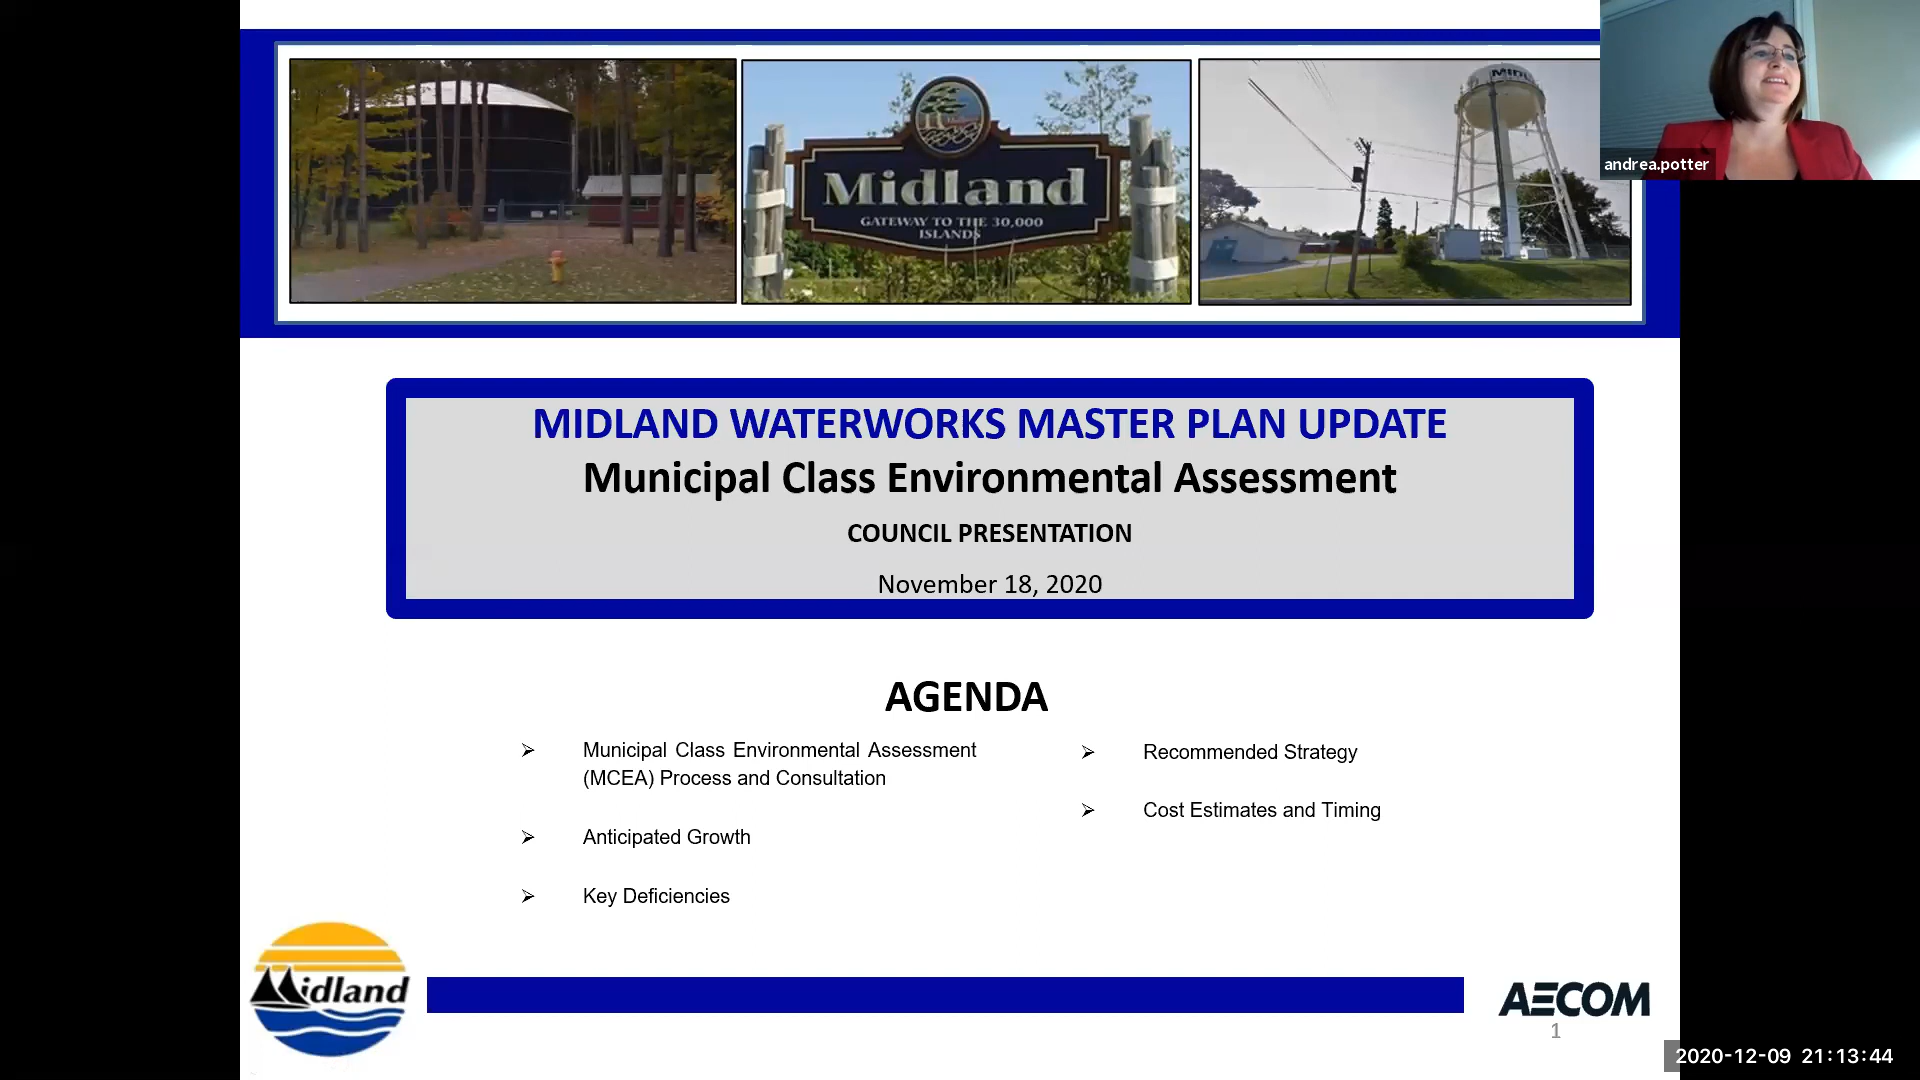 MIDL
Midland
GATEWAY TO THE 30,000
ISLANDS
andrea.potter
MIDLAND WATERWORKS MASTER PLAN UPDATE
Municipal Class Environmental Assessment
COUNCIL PRESENTATION
November 18, 2020
AGENDA
➢ Municipal Class Environmental Assessment
(MCEA) Process and Consultation
➢ Anticipated Growth
➢ Key Deficiencies
➢ Recommended Strategy
➢ Cost Estimates and Timing
Midland
AECOM
1
2020-12-09 21:13:44